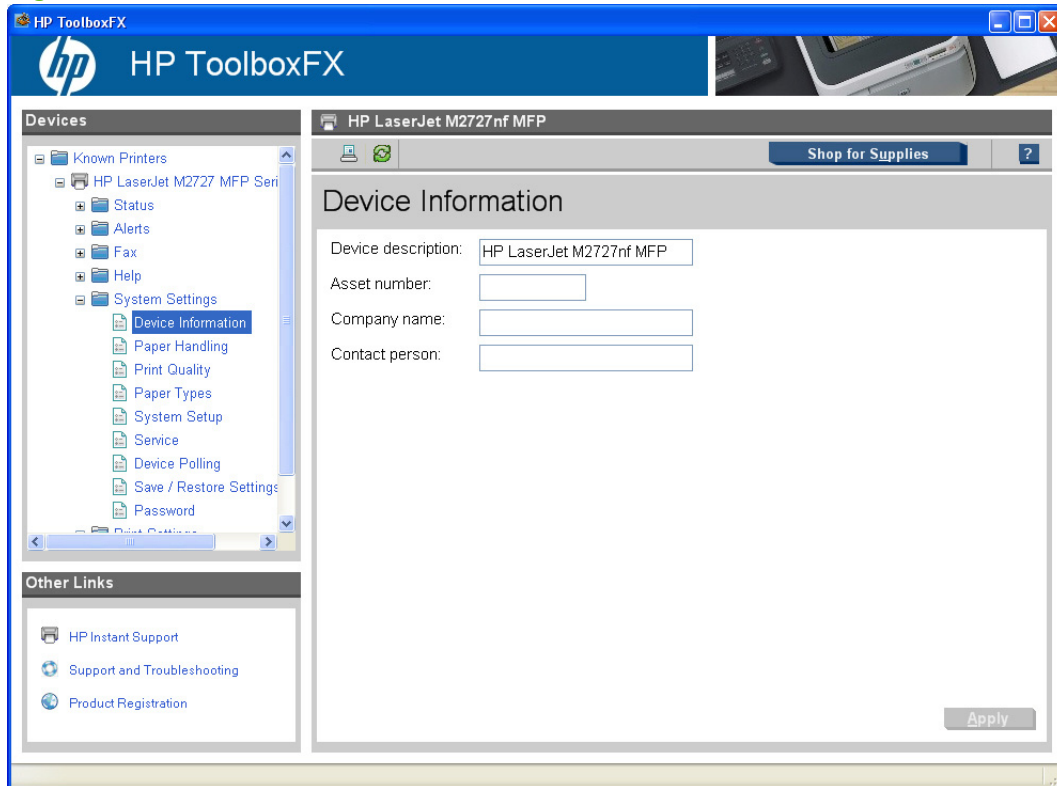 HP ToolboxFX
hp HP ToolboxFX
Devices
Known Printers
HP LaserJet M2727 MFP Seri
Status
Alerts
Fax
Help
System Settings
Device Information
Paper Handling
Print Quality
Paper Types
System Setup
Service
Device Polling
Save / Restore Settings
Password
Print Settings
Other Links
HP Instant Support
Support and Troubleshooting
Product Registration
HP LaserJet M2727nf MFP
Shop for Supplies ?
Device Information
Device description: HP LaserJet M2727nf MFP
Asset number:
Company name:
Contact person:
Apply